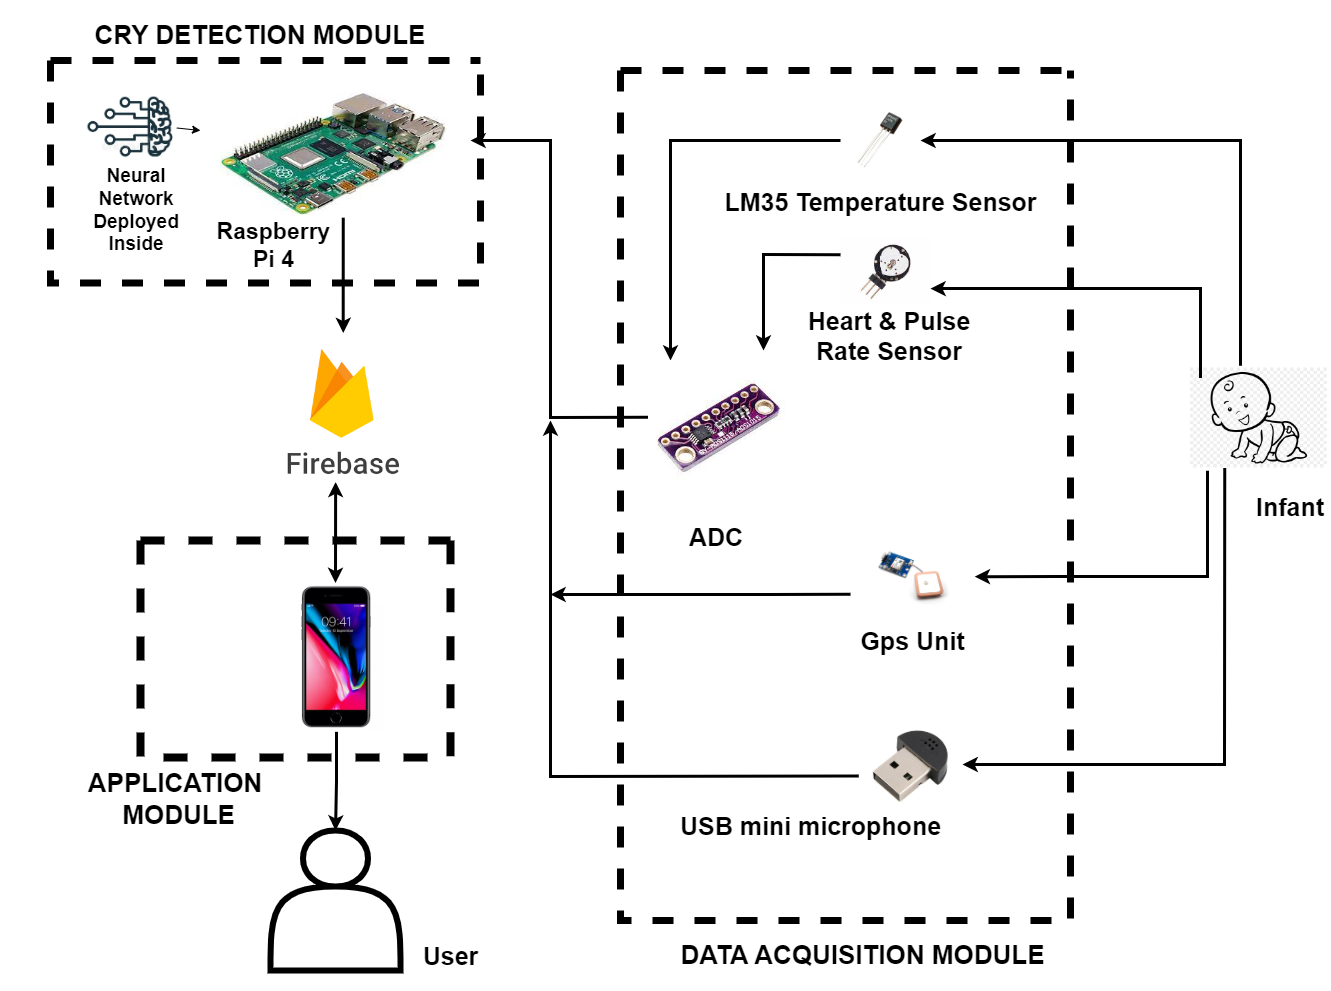 CRY DETECTION MODULE
Neural
Network
Deployed
Inside
Raspberry
Pi 4
Firebase
09:41
APPLICATION
MODULE
User
LM35 Temperature Sensor
Heart & Pulse
Rate Sensor
ADC
Gps Unit
USB mini microphone
DATA ACQUISITION MODULE
Infant